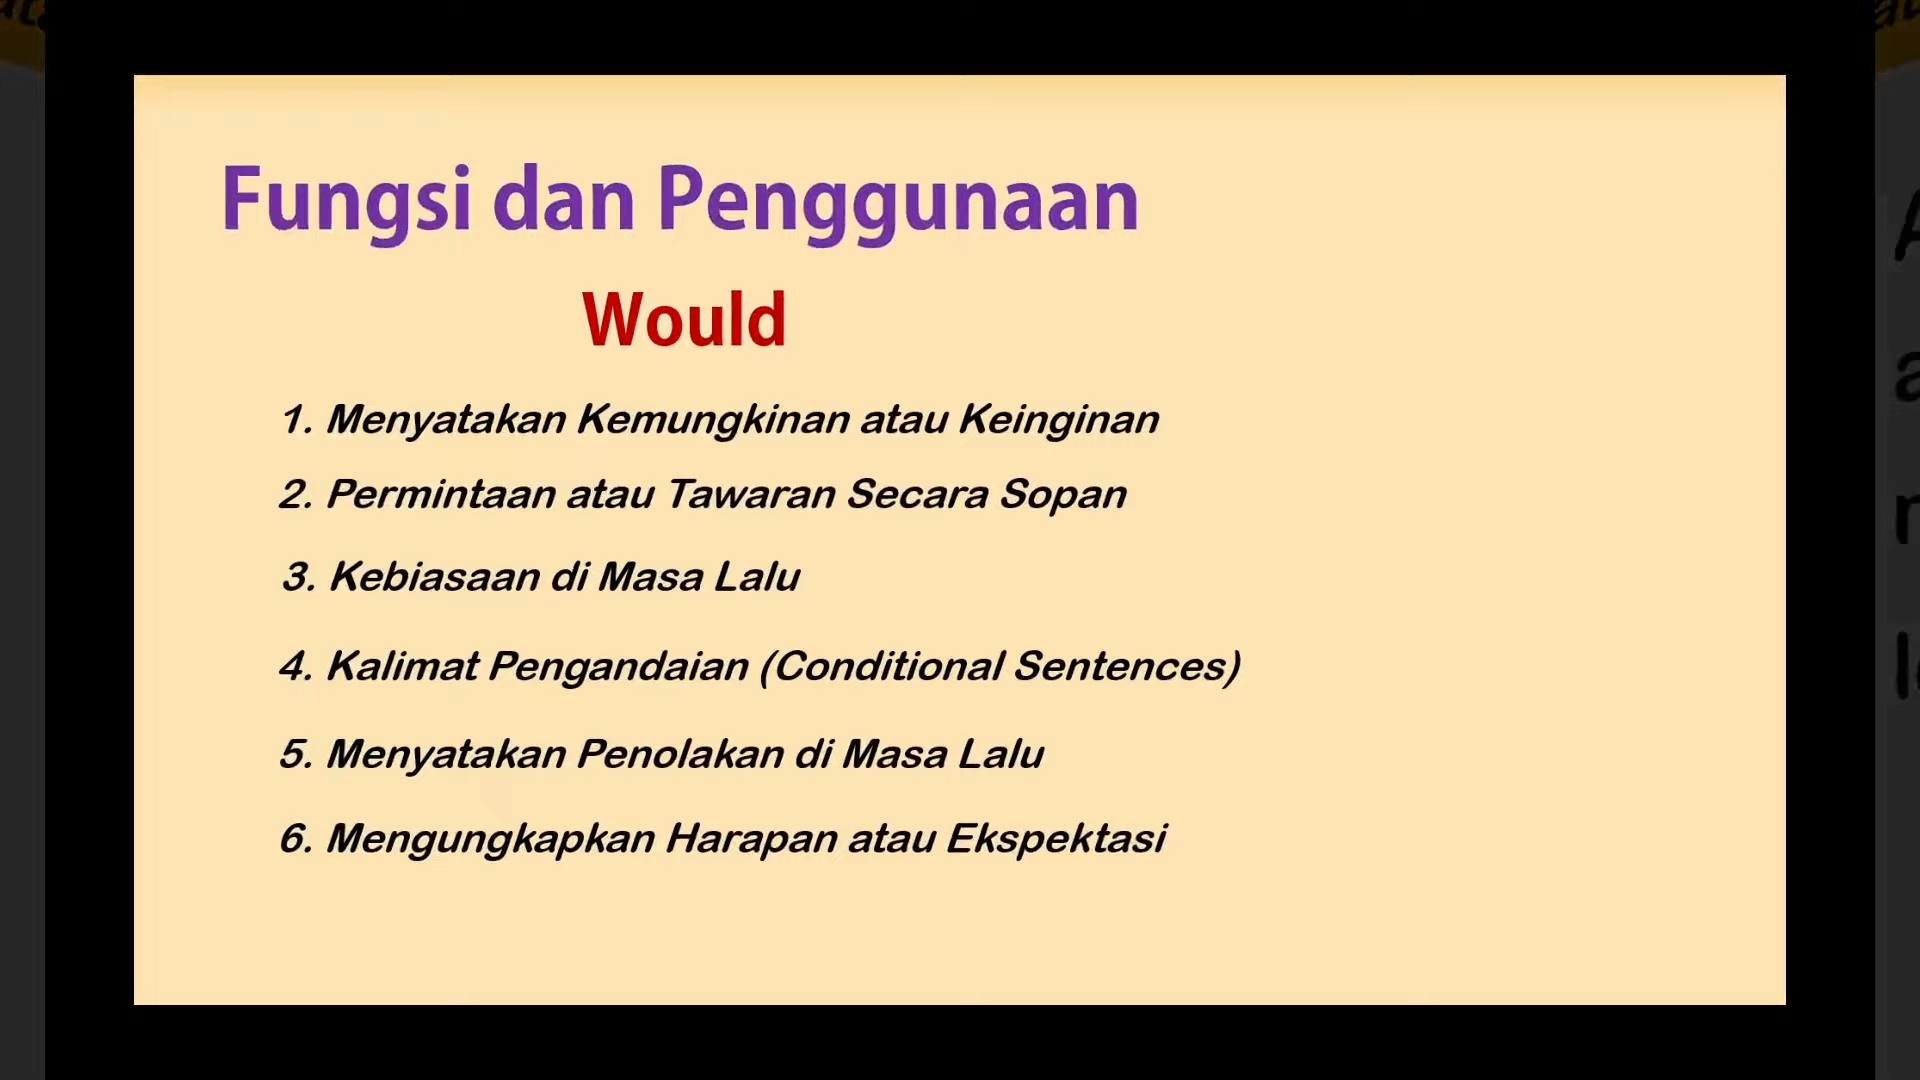 Fungsi dan Penggunaan
Would
1. Menyatakan Kemungkinan atau Keinginan
2. Permintaan atau Tawaran Secara Sopan
3. Kebiasaan di Masa Lalu
4. Kalimat Pengandaian (Conditional Sentences)
5. Menyatakan Penolakan di Masa Lalu
6. Mengungkapkan Harapan atau Ekspektasi